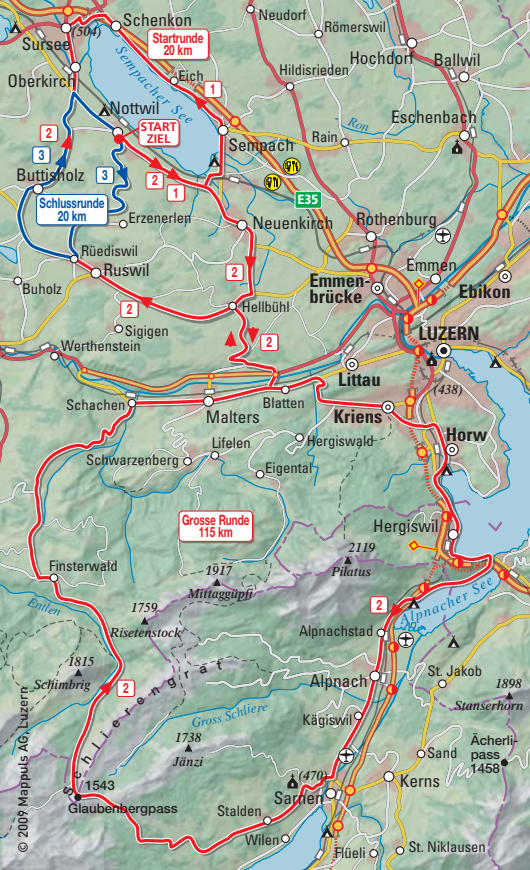 Schenkon
Neudorf
Römerswil
Sursee
(504)
Startrunde
20 km
Hochdorf
Ballwil
Oberkirch
Eich
Hildisrieden
Sempacher See
Nottwil
1
Eschenbach
Ron
START
ZIEL
2
3
Sempach
Rain
Buttisholz
3
2
1
Schlussrunde
20 km
E35
Erzenerlen
Neuenkirch
Rothenburg
Rüediswil
Ruswil
2
Emmen
Emmen-
brücke
Ebikon
Buholz
2
Hellbühl
Sigigen
LUZERN
Werthenstein
2
Littau
(438)
Schachen
Malters
Blatten
Kriens
Lifelen
Hergiswald
Horw
Schwarzenberg
Eigental
Grosse Runde
115 km
Hergiswil
2119
Pilatus
Finsterwald
1917
Mittaggüpfi
Entlen
1759
Risetenstock
2
Alpnacher See
Alpnachstad
1815
Schimbrig
2
Schlierengrat
Alpnach
St. Jakob
1898
Stanserhorn
Gross Schliere
Kägiswil
1738
Jänzi
Ächerli-
pass
1458
Sand
1543
Glaubenbergpass
(470)
Sarnen
Kerns
Stalden
Wilen
Flüeli
St. Niklausen
© 2009 Mappuls AG, Luzern